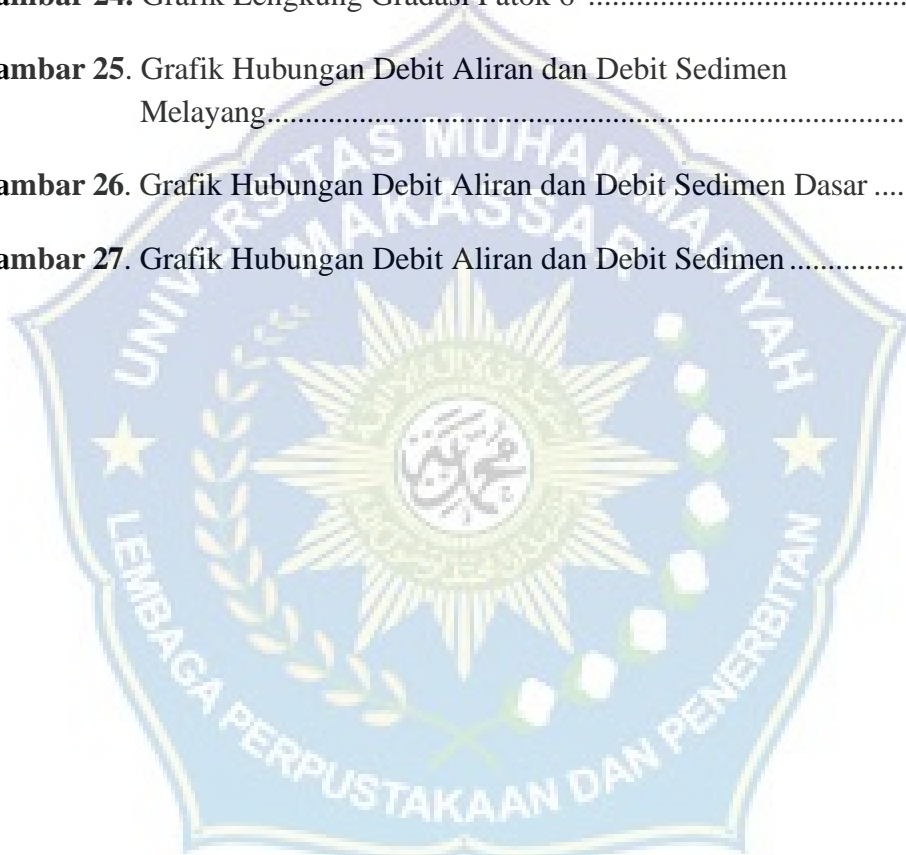 ambar 24. Grafik Lengkung Gradasi Patok 6 ........................................
ambar 25. Grafik Hubungan Debit Aliran dan Debit Sedimen
Melayang................................................................................
ambar 26. Grafik Hubungan Debit Aliran dan Debit Sedimen Dasar ....
ambar 27. Grafik Hubungan Debit Aliran dan Debit Sedimen ...............
UNIVERSITAS MUHAMMADIYAH
MAKASSAR
LEMBAGA PERPUSTAKAAN DAN PENERBITAN